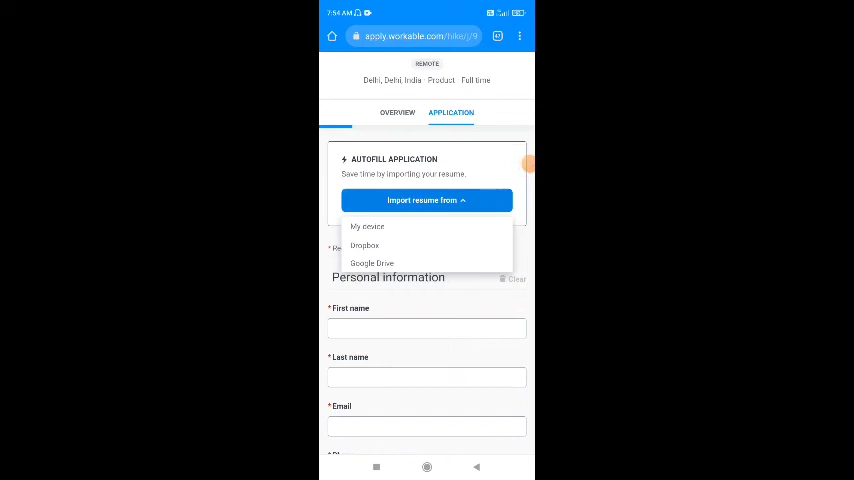 7:54 AM
apply.workable.com/hike/j/9
REMOTE
Delhi, Delhi, India · Product · Full time
OVERVIEW APPLICATION
AUTOFILL APPLICATION
Save time by importing your resume.
Import resume from
My device
Dropbox
Google Drive
* Re
Personal information Clear
* First name
* Last name
* Email